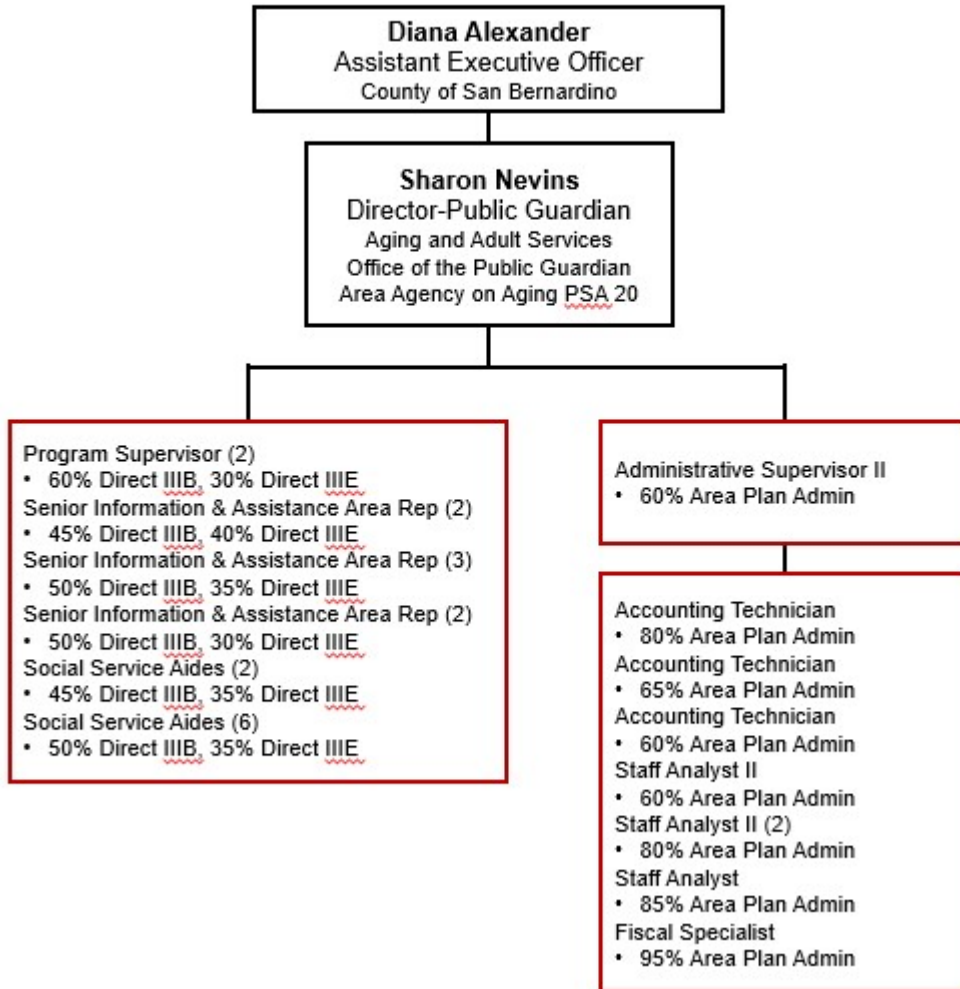 Diana Alexander
Assistant Executive Officer
County of San Bernardino
Sharon Nevins
Director-Public Guardian
Aging and Adult Services
Office of the Public Guardian
Area Agency on Aging PSA 20
Program Supervisor (2)
• 60% Direct IIIB, 30% Direct IIIE
Senior Information & Assistance Area Rep (2)
• 45% Direct IIIB, 40% Direct IIIE
Senior Information & Assistance Area Rep (3)
• 50% Direct IIIB, 35% Direct IIIE
Senior Information & Assistance Area Rep (2)
• 50% Direct IIIB, 30% Direct IIIE
Social Service Aides (2)
• 45% Direct IIIB, 35% Direct IIIE
Social Service Aides (6)
• 50% Direct IIIB, 35% Direct IIIE
Administrative Supervisor II
• 60% Area Plan Admin
Accounting Technician
• 80% Area Plan Admin
Accounting Technician
• 65% Area Plan Admin
Accounting Technician
• 60% Area Plan Admin
Staff Analyst II
• 60% Area Plan Admin
Staff Analyst II (2)
• 80% Area Plan Admin
Staff Analyst
• 85% Area Plan Admin
Fiscal Specialist
• 95% Area Plan Admin